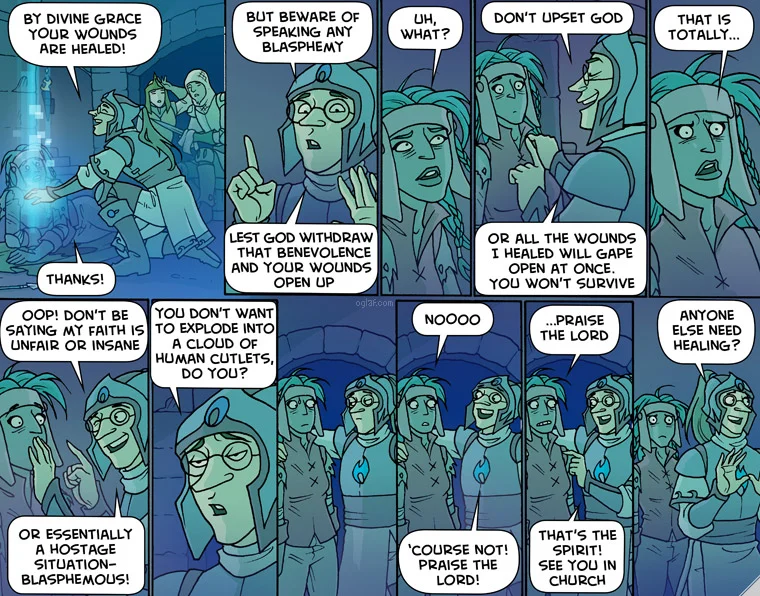 BY DIVINE GRACE
YOUR WOUNDS
ARE HEALED!
THANKS!
BUT BEWARE OF
SPEAKING ANY
BLASPHEMY
LEST GOD WITHDRAW
THAT BENEVOLENCE
AND YOUR WOUNDS
OPEN UP
UH,
WHAT?
DON'T UPSET GOD
OR ALL THE WOUNDS
I HEALED WILL GAPE
OPEN AT ONCE.
YOU WON'T SURVIVE
THAT IS
TOTALLY...
OOP! DON'T BE
SAYING MY FAITH IS
UNFAIR OR INSANE
OR ESSENTIALLY
A HOSTAGE
SITUATION-
BLASPHEMOUS!
YOU DON'T WANT
TO EXPLODE INTO
A CLOUD OF
HUMAN CUTLETS,
DO YOU?
oglaf.com
NOOOO
'COURSE NOT!
PRAISE THE
LORD!
...PRAISE
THE LORD
THAT'S THE
SPIRIT!
SEE YOU IN
CHURCH
ANYONE
ELSE NEED
HEALING?